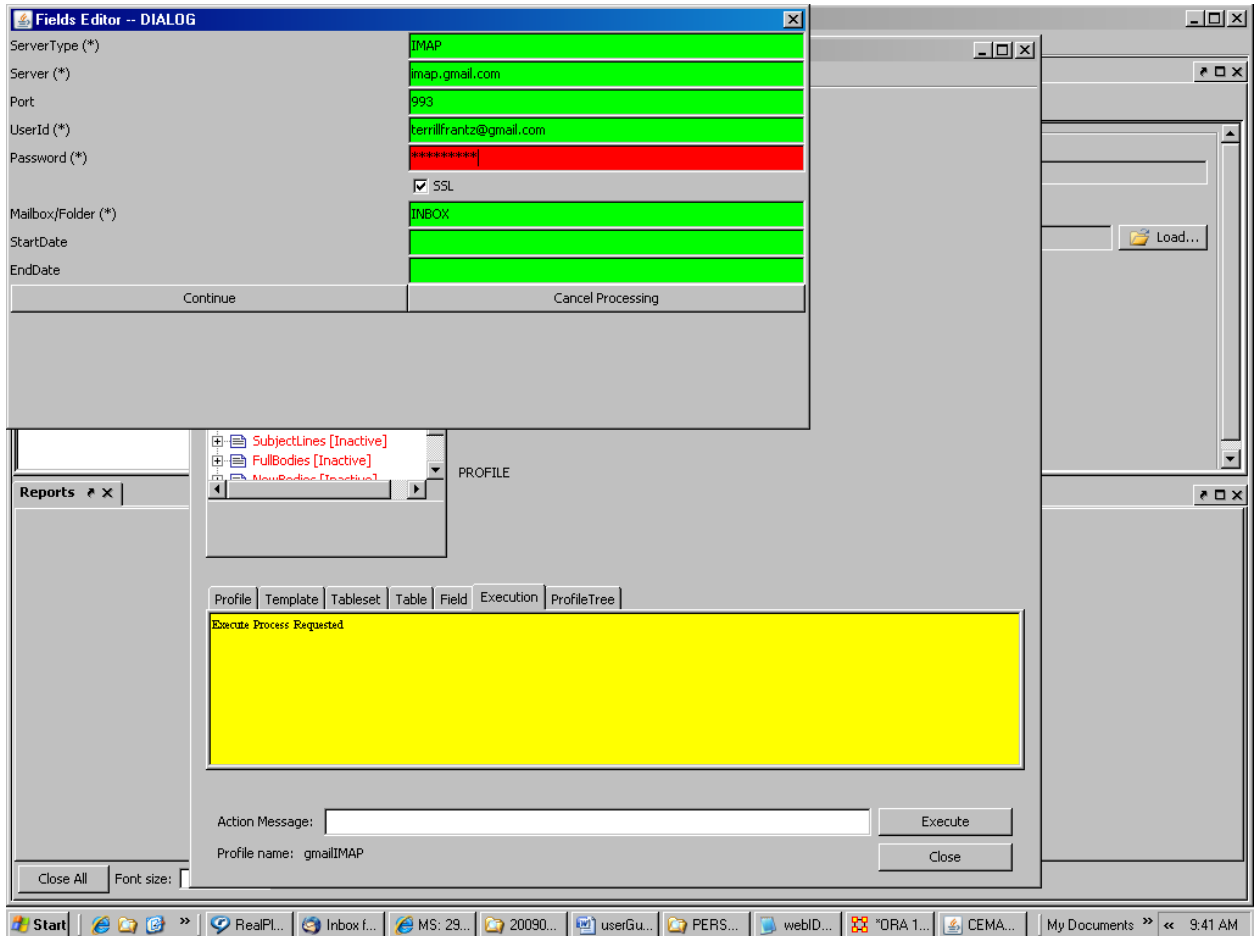 Fields Editor -- DIALOG
ServerType (*) IMAP
Server (*) imap.gmail.com
Port 993
UserId (*) terrillfrantz@gmail.com
Password (*) *********
SSL
Mailbox/Folder (*) INBOX
StartDate
EndDate
Continue Cancel Processing
Load...
SubjectLines [Inactive]
FullBodies [Inactive]
NewBodies [Inactive]
PROFILE
Reports
Profile Template Tableset Table Field Execution ProfileTree
Execute Process Requested
Action Message: Execute
Profile name: gmailIMAP Close
Close All Font size:
Start » RealPl... Inbox f... MS: 29... 20090... userGu... PERS... webID... *ORA 1... CEMA... My Documents » « 9:41 AM